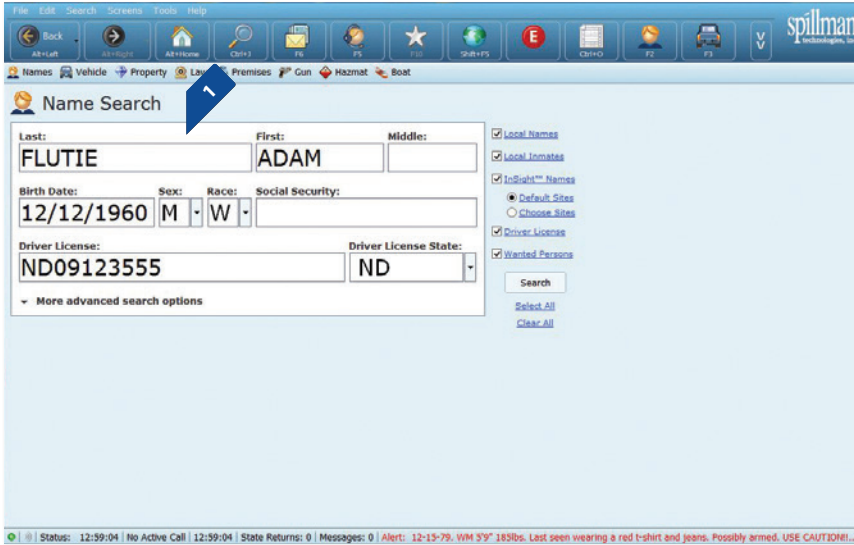 File Edit Search Screens Tools Help
Back
Alt+Left Alt+Right Alt+Home Ctrl+J F6 F5 F10 Shift+F5 E Ctrl+O F2 F3
spillman
technologies, inc
Names Vehicle Property Premises Gun Hazmat Boat
1
Name Search
Last: First: Middle:
FLUTIE ADAM
Birth Date: Sex: Race: Social Security:
12/12/1960 M W
Driver License: Driver License State:
ND09123555 ND
More advanced search options
Local Names
Local Inmates
InSight™ Names
Default Sites
Choose Sites
Driver License
Wanted Persons
Search
Select All
Clear All
Status: 12:59:04 No Active Call 12:59:04 State Returns: 0 Messages: 0 Alert: 12-15-79. WM 5'9" 185lbs. Last seen wearing a red t-shirt and jeans. Possibly armed. USE CAUTION!...